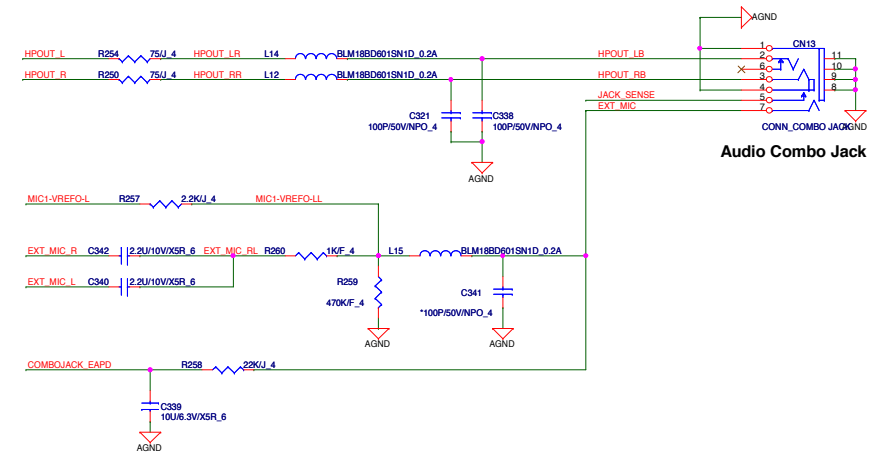 AGND
CN13
HPOUT_L R254 75/J_4 HPOUT_LR L14 BLM18BD601SN1D_0.2A HPOUT_LB
HPOUT_R R250 75/J_4 HPOUT_RR L12 BLM18BD601SN1D_0.2A HPOUT_RB
1
2
6
3
4
5
7
11
10
9
8
JACK_SENSE
EXT_MIC
C321
100P/50V/NPO_4
C338
100P/50V/NPO_4
CONN_COMBO JACK
AGND
Audio Combo Jack
AGND
MIC1-VREFO-L R257 2.2K/J_4 MIC1-VREFO-LL
EXT_MIC_R C342 2.2U/10V/X5R_6 EXT_MIC_RL R260 1K/F_4 L15 BLM18BD601SN1D_0.2A
EXT_MIC_L C340 2.2U/10V/X5R_6
R259
470K/F_4
C341
*100P/50V/NPO_4
AGND
AGND
COMBOJACK_EAPD R258 22K/J_4
C339
10U/6.3V/X5R_6
AGND